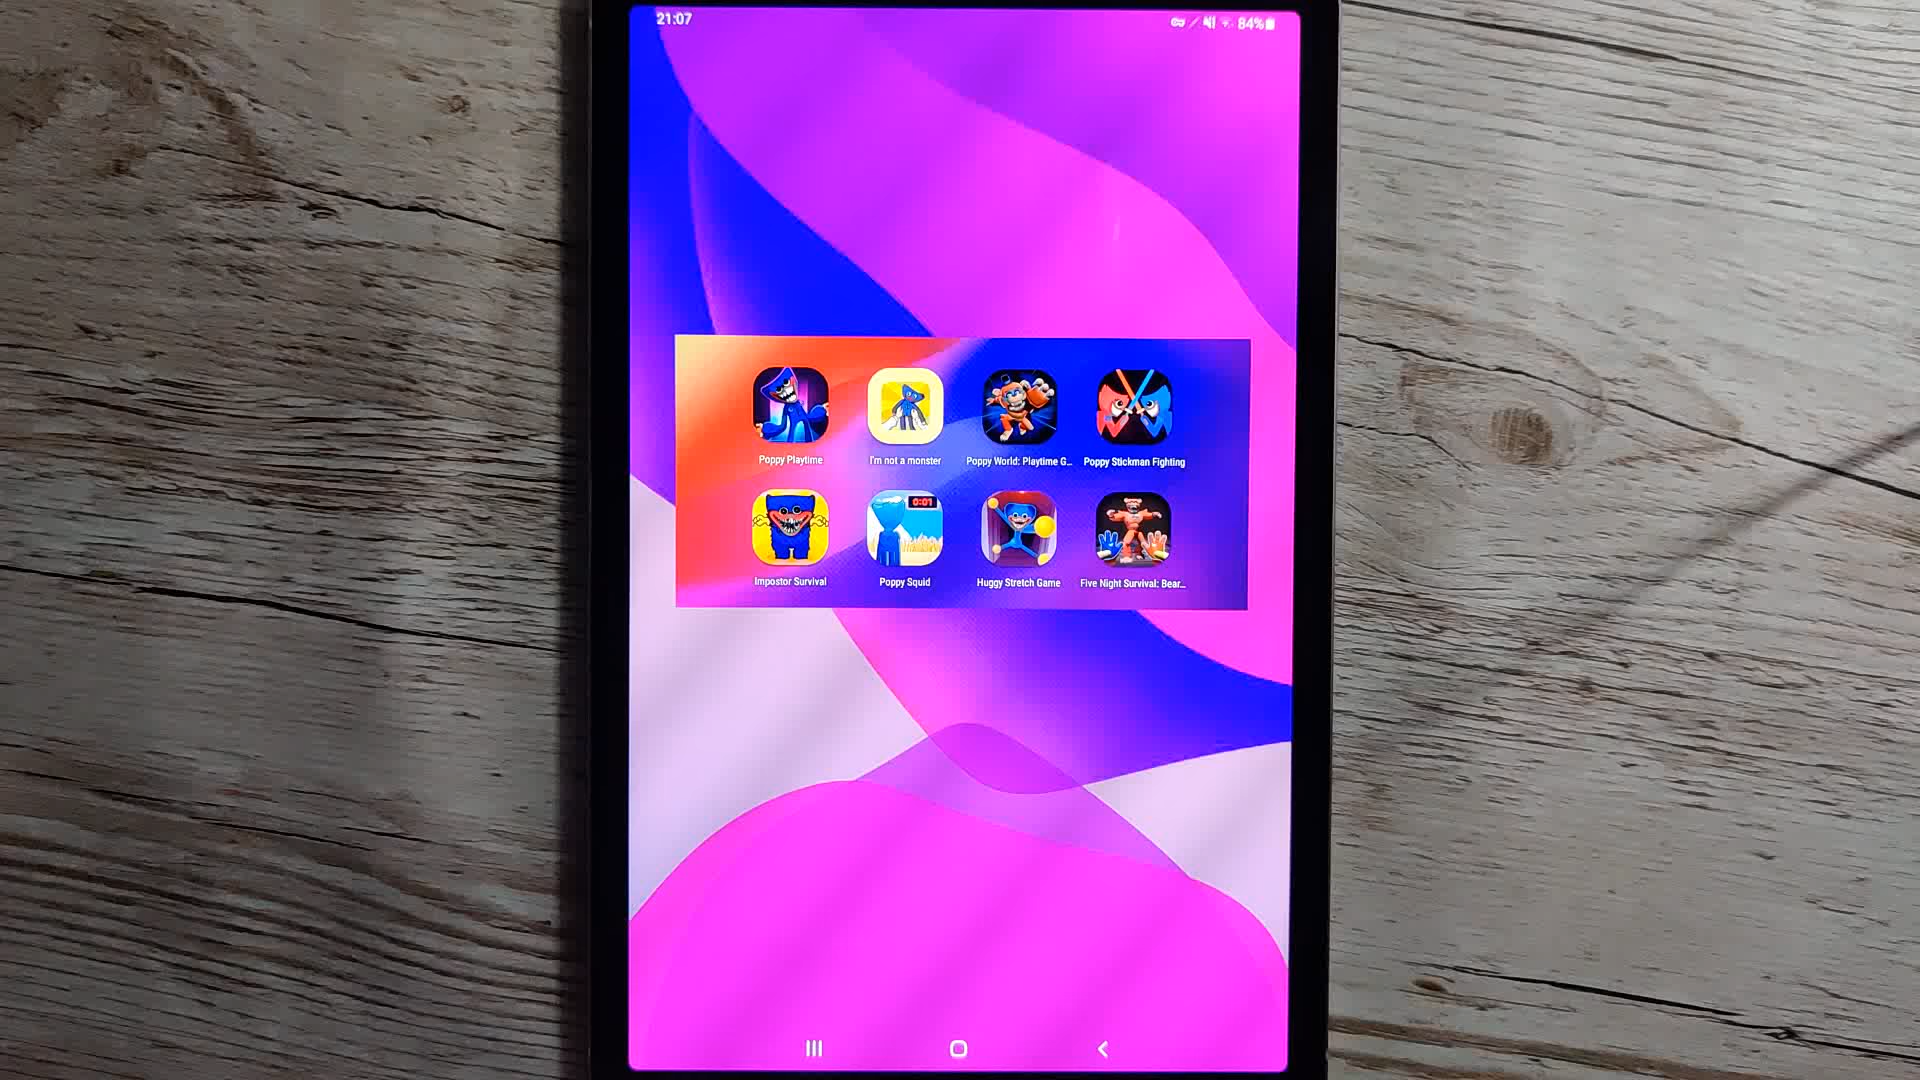 21:07
84%
Poppy Playtime
I'm not a monster
Poppy World: Playtime G...
Poppy Stickman Fighting
0:01
Impostor Survival
Poppy Squid
Huggy Stretch Game
Five Night Survival: Bear...